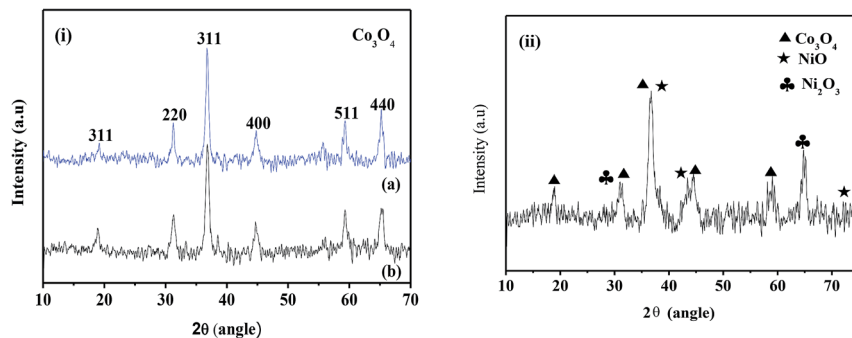 (i)
Co₃O₄
311
311
220
400
511
440
(a)
(b)
Intensity (a.u)
10 20 30 40 50 60 70
2θ (angle)
(ii)
▲ Co₃O₄
★ NiO
♣ Ni₂O₃
Intensity (a.u)
10 20 30 40 50 60 70
2θ (angle)